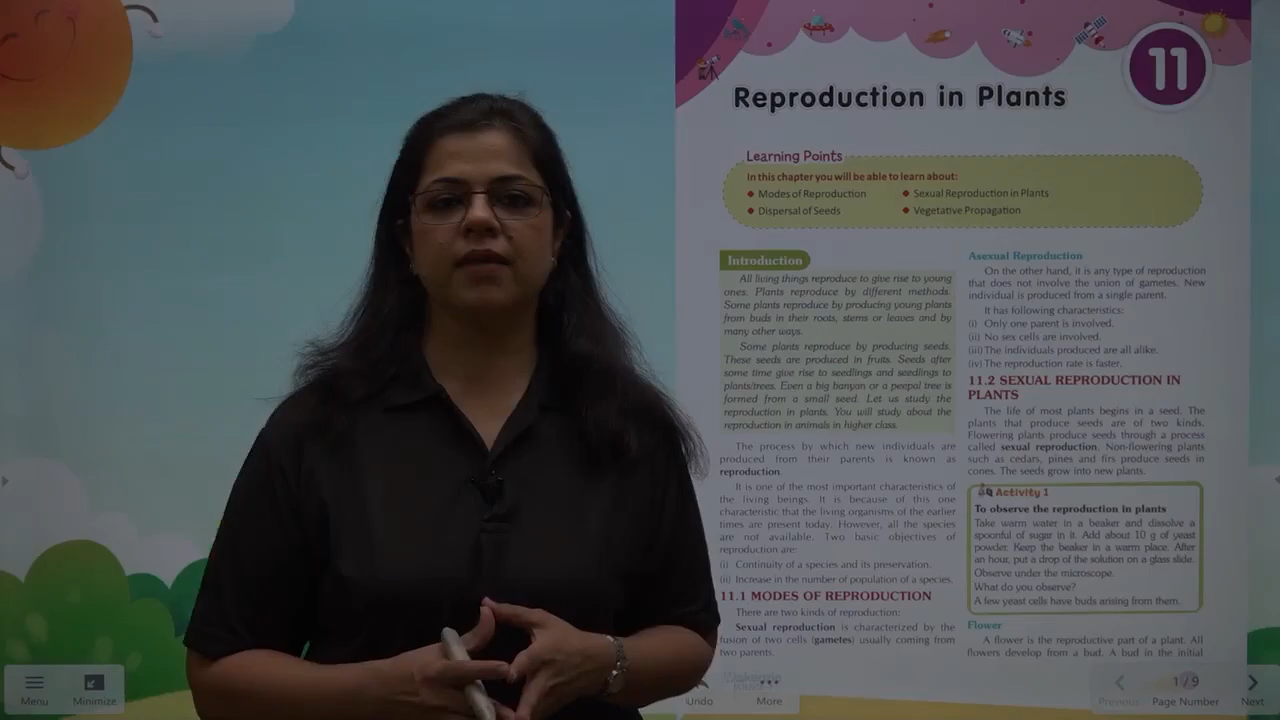 11
Reproduction in Plants
Learning Points
In this chapter you will be able to learn about:
Modes of Reproduction
Sexual Reproduction in Plants
Dispersal of Seeds
Vegetative Propagation
Introduction
All living things reproduce to give rise to young
ones. Plants reproduce by different methods.
Some plants reproduce by producing young plants
from buds in their roots, stems or leaves and by
many other ways.
Some plants reproduce by producing seeds.
These seeds are produced in fruits. Seeds after
some time give rise to seedlings and seedlings to
plants/trees. Even a big banyan or a peepal tree is
formed from a small seed. Let us study the
reproduction in plants. You will study about the
reproduction in animals in higher class.
The process by which new individuals are
produced from their parents is known as
reproduction.
It is one of the most important characteristics of
the living beings. It is because of this one
characteristic that the living organisms of the earlier
times are present today. However, all the species
are not available. Two basic objectives of
reproduction are:
(i) Continuity of a species and its preservation.
(ii) Increase in the number of population of a species.
11.1 MODES OF REPRODUCTION
There are two kinds of reproduction:
Sexual reproduction is characterized by the
fusion of two cells (gametes) usually coming from
two parents.
Asexual Reproduction
On the other hand, it is any type of reproduction
that does not involve the union of gametes. New
individual is produced from a single parent.
It has following characteristics:
(i) Only one parent is involved.
(ii) No sex cells are involved.
(iii) The individuals produced are all alike.
(iv) The reproduction rate is faster.
11.2 SEXUAL REPRODUCTION IN
PLANTS
The life of most plants begins in a seed. The
plants that produce seeds are of two kinds.
Flowering plants produce seeds through a process
called sexual reproduction. Non-flowering plants
such as cedars, pines and firs produce seeds in
cones. The seeds grow into new plants.
Activity 1
To observe the reproduction in plants
Take warm water in a beaker and dissolve a
spoonful of sugar in it. Add about 10 g of yeast
powder. Keep the beaker in a warm place. After
an hour, put a drop of the solution on a glass slide.
Observe under the microscope.
What do you observe?
A few yeast cells have buds arising from them.
Flower
A flower is the reproductive part of a plant. All
flowers develop from a bud. A bud in the initial
Menu
Minimize
Undo
More
Previous
1/9
Page Number
Next